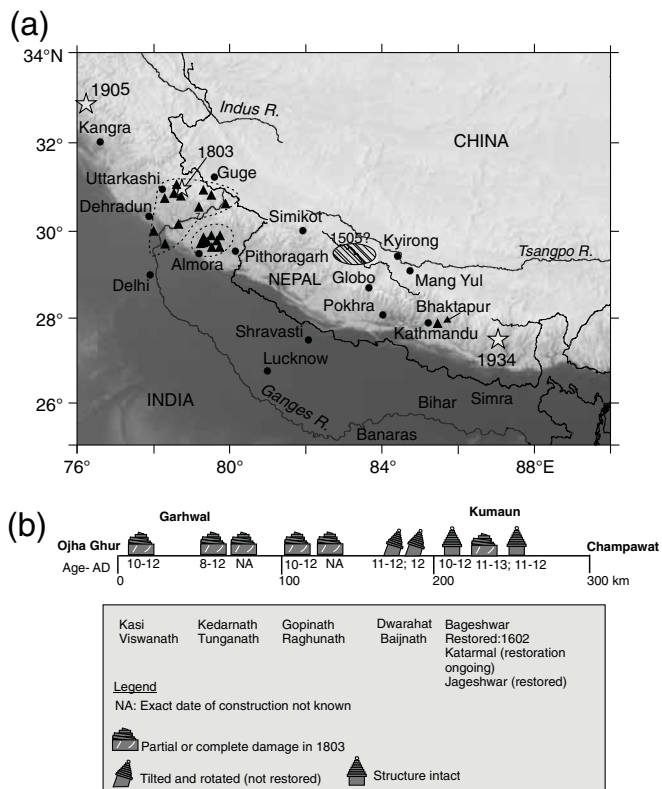 (a)
34°N
1905
Indus R.
Kangra
CHINA
32°
1803
Guge
Uttarkashi
Dehradun
Simikot
1505?
Kyirong
30°
Tsangpo R.
Almora
Pithoragarh
NEPAL
Globo
Mang Yul
Delhi
Pokhra
Bhaktapur
28°
Kathmandu
Shravasti
1934
Lucknow
INDIA
Ganges R.
Bihar
Simra
26°
Banaras
76°
80°
84°
88°E
(b)
Garhwal
Kumaun
Ojha Ghur
Champawat
Age- AD
10-12
8-12
NA
10-12
NA
11-12; 12
10-12
11-13; 11-12
0
100
200
300 km
Kasi
Viswanath
Kedarnath
Tunganath
Gopinath
Raghunath
Dwarahat
Baijnath
Bageshwar
Restored:1602
Katarmal (restoration
ongoing)
Jageshwar (restored)
Legend
NA: Exact date of construction not known
Partial or complete damage in 1803
Tilted and rotated (not restored)
Structure intact